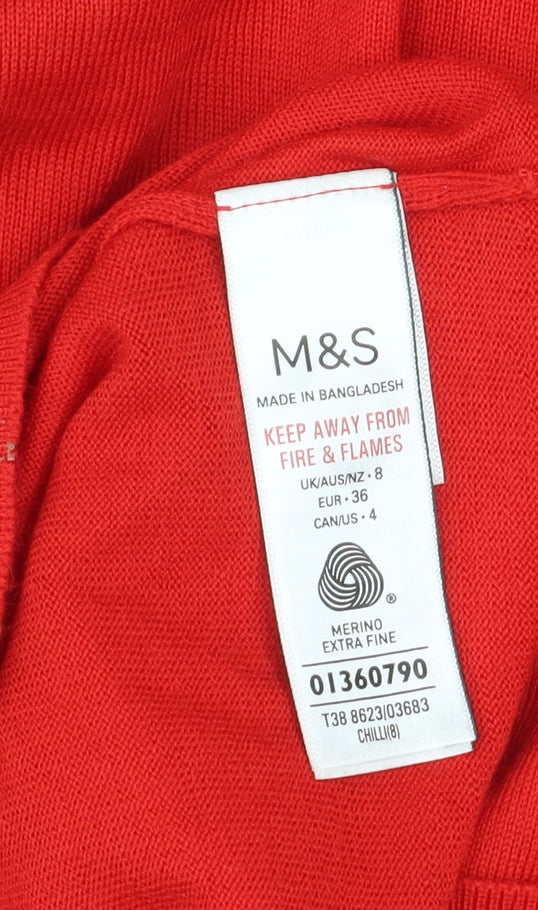 M&S
MADE IN BANGLADESH
KEEP AWAY FROM
FIRE & FLAMES
UK/AUS/NZ • 8
EUR • 36
CAN/US • 4
®
MERINO
EXTRA FINE
01360790
T38 8623/03683
CHILLI(8)